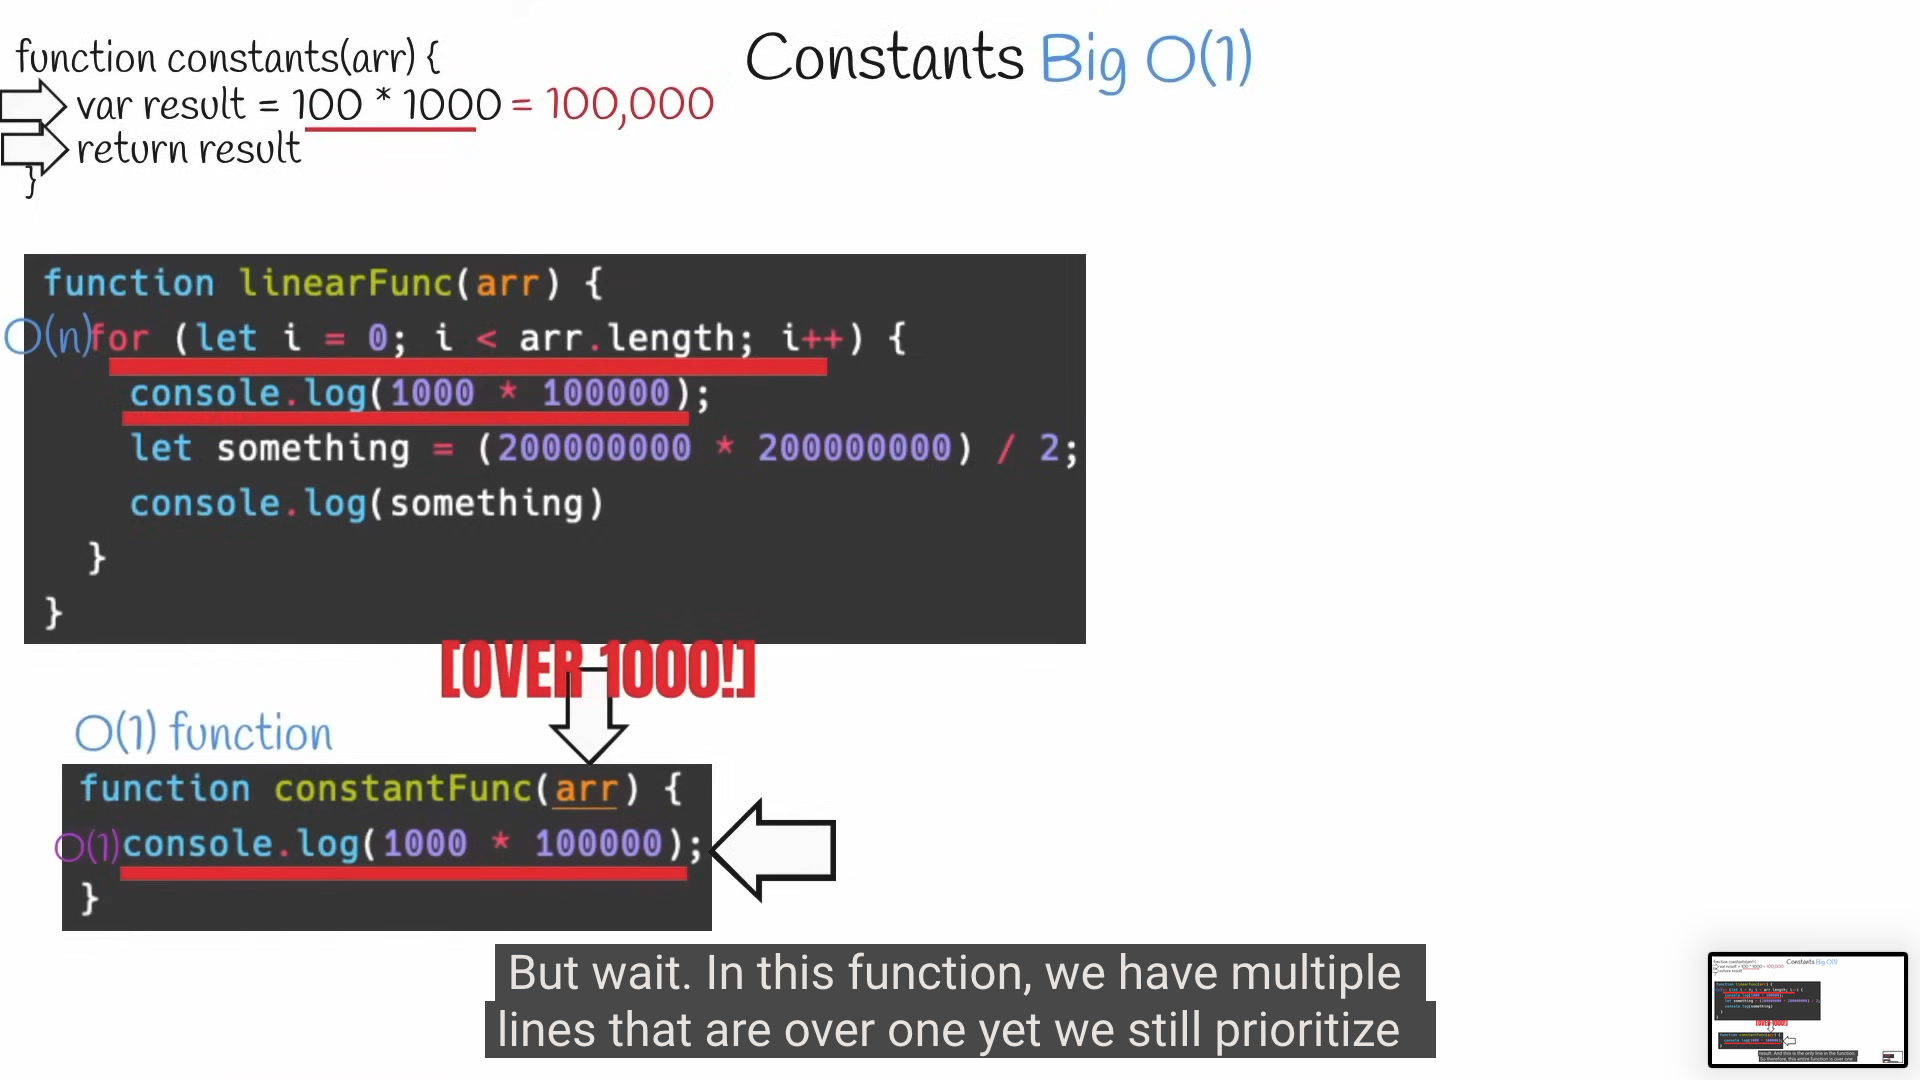 Constants Big O(1)
function constants(arr) {
var result = 100 * 1000 = 100,000
return result
}
function linearFunc(arr) {
O(n) for (let i = 0; i < arr.length; i++) {
console.log(1000 * 100000);
let something = (200000000 * 200000000) / 2;
console.log(something)
}
}
[OVER 1000!]
O(1) function
function constantFunc(arr) {
O(1) console.log(1000 * 100000);
}
But wait. In this function, we have multiple
lines that are over one yet we still prioritize